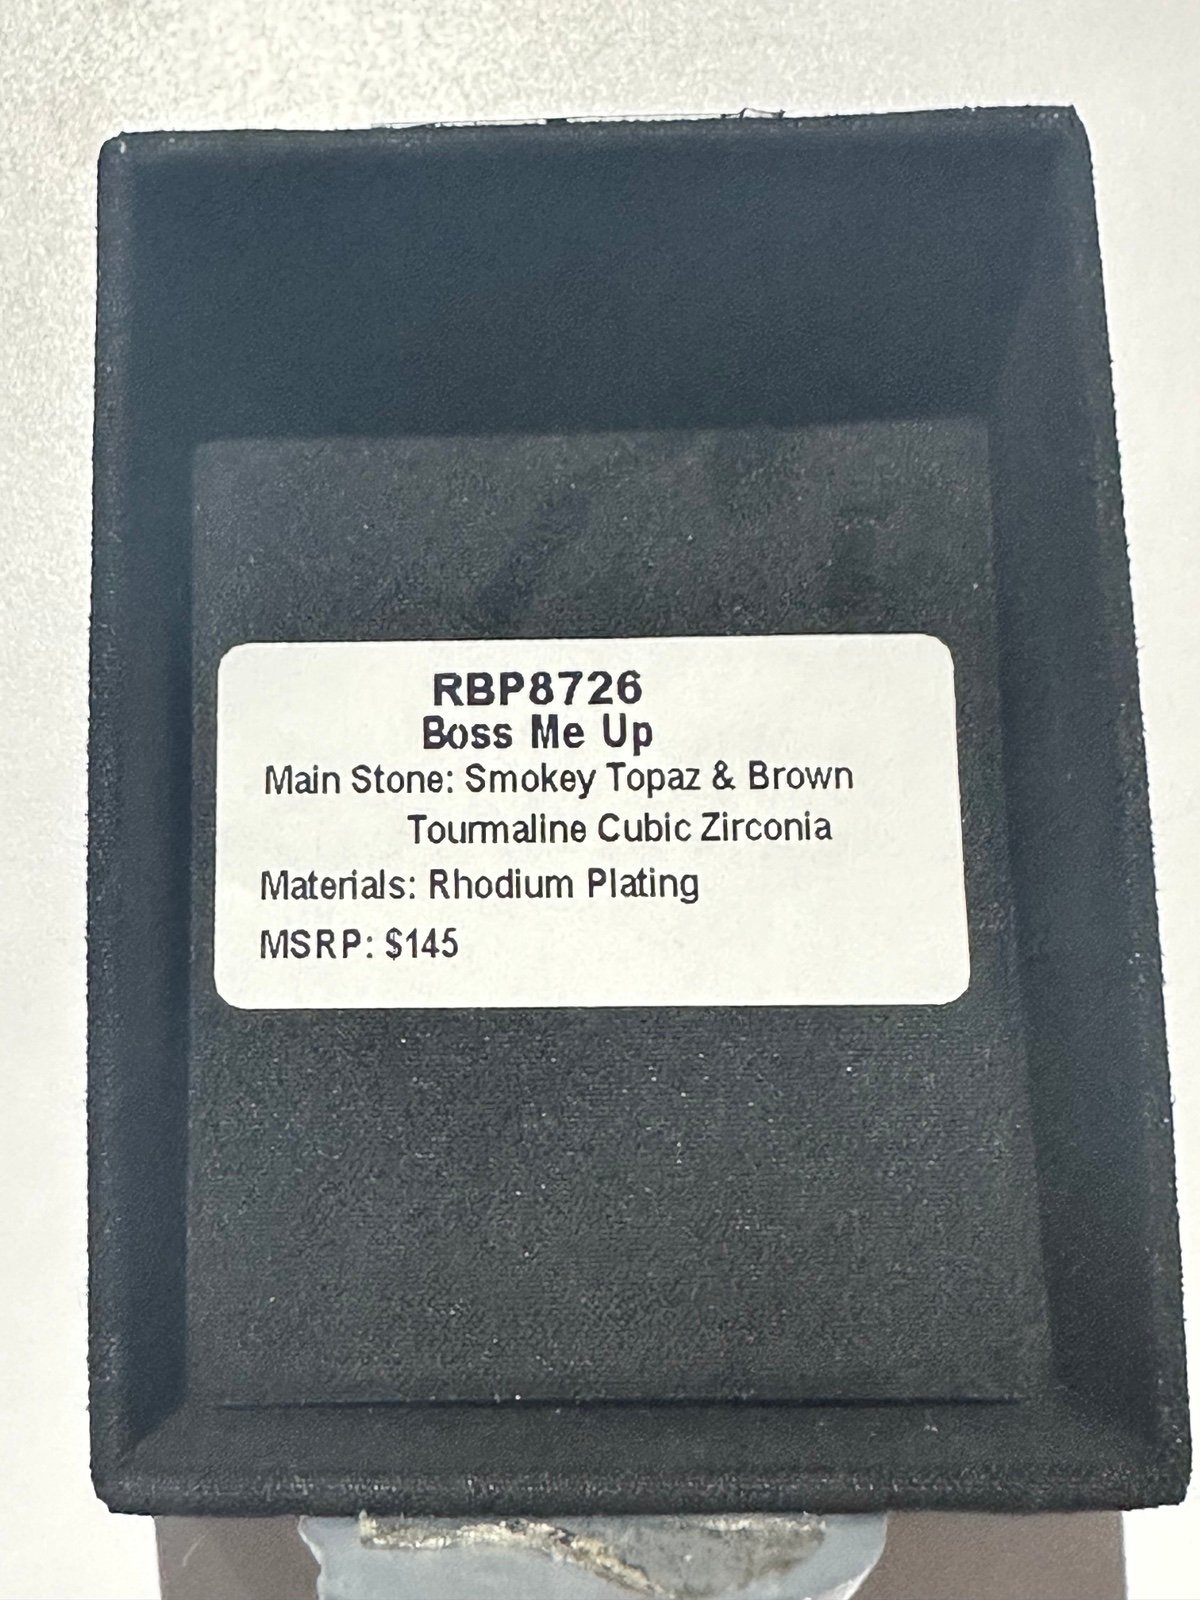 RBP8726
Boss Me Up
Main Stone: Smokey Topaz & Brown
Tourmaline Cubic Zirconia
Materials: Rhodium Plating
MSRP: $145